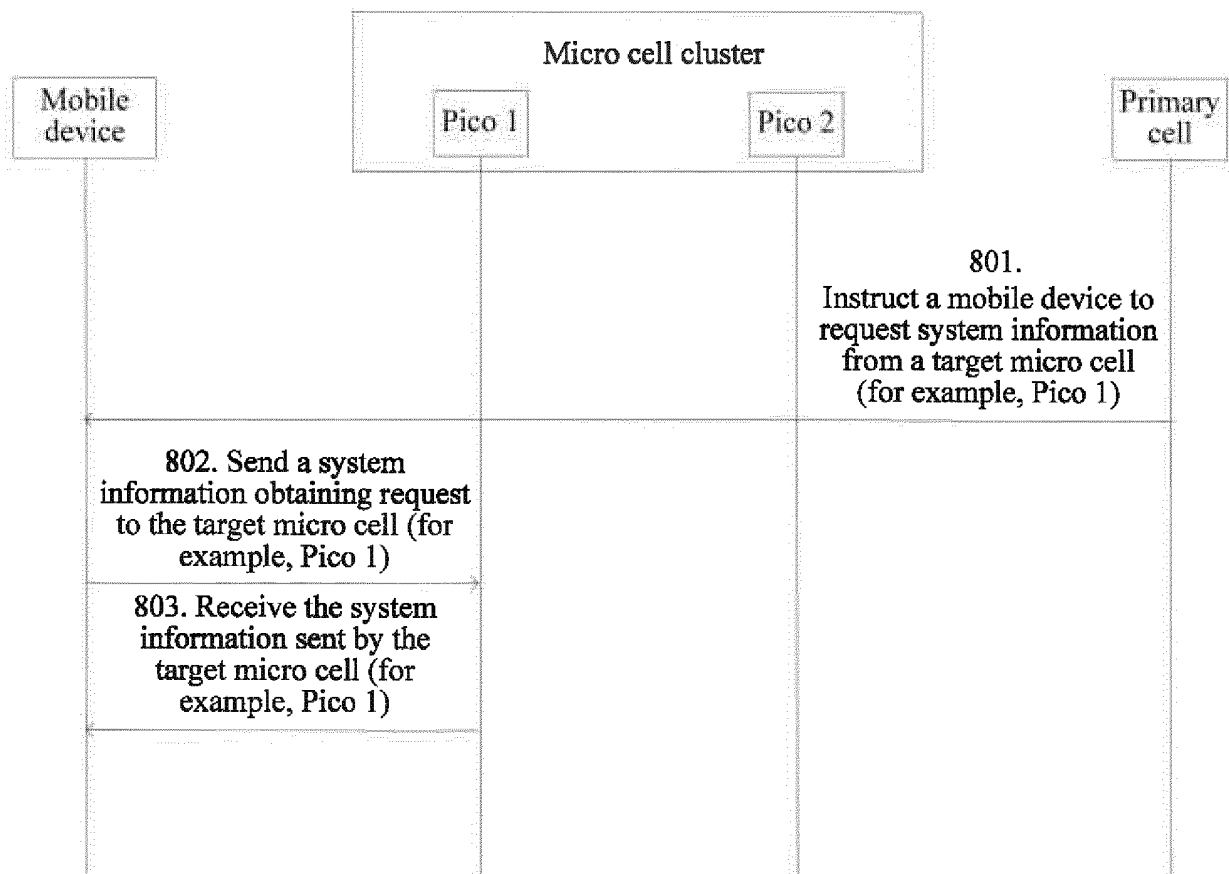 Micro cell cluster
Mobile
device
Pico 1
Pico 2
Primary
cell
801.
Instruct a mobile device to
request system information
from a target micro cell
(for example, Pico 1)
802. Send a system
information obtaining request
to the target micro cell (for
example, Pico 1)
803. Receive the system
information sent by the
target micro cell (for
example, Pico 1)